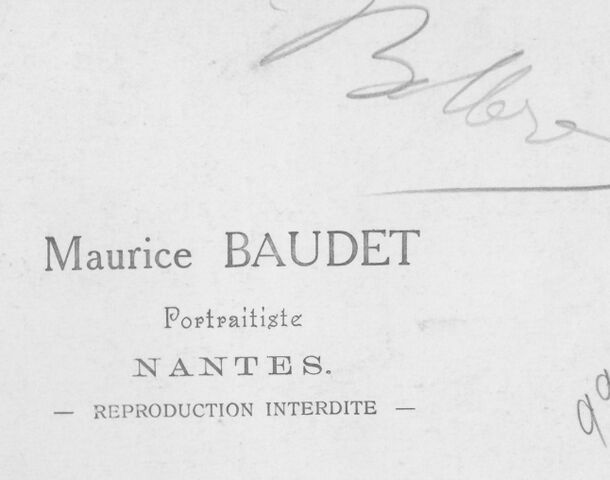 Maurice BAUDET
Portraitiste
NANTES.
— REPRODUCTION INTERDITE —